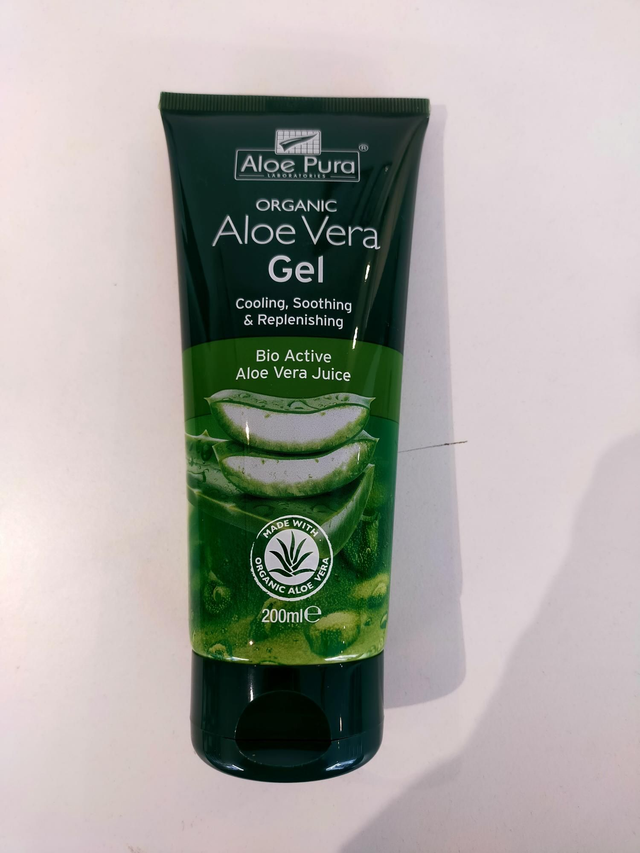 Aloe Pura®
LABORATORIES
ORGANIC
Aloe Vera
Gel
Cooling, Soothing
& Replenishing
Bio Active
Aloe Vera Juice
MADE WITH
ORGANIC ALOE VERA
200ml℮